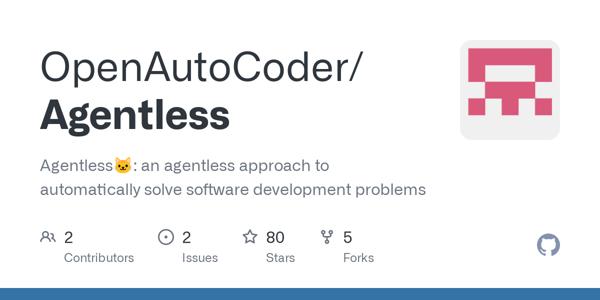 OpenAutoCoder/
Agentless
Agentless🐱: an agentless approach to
automatically solve software development problems
2 2 80 5
Contributors Issues Stars Forks